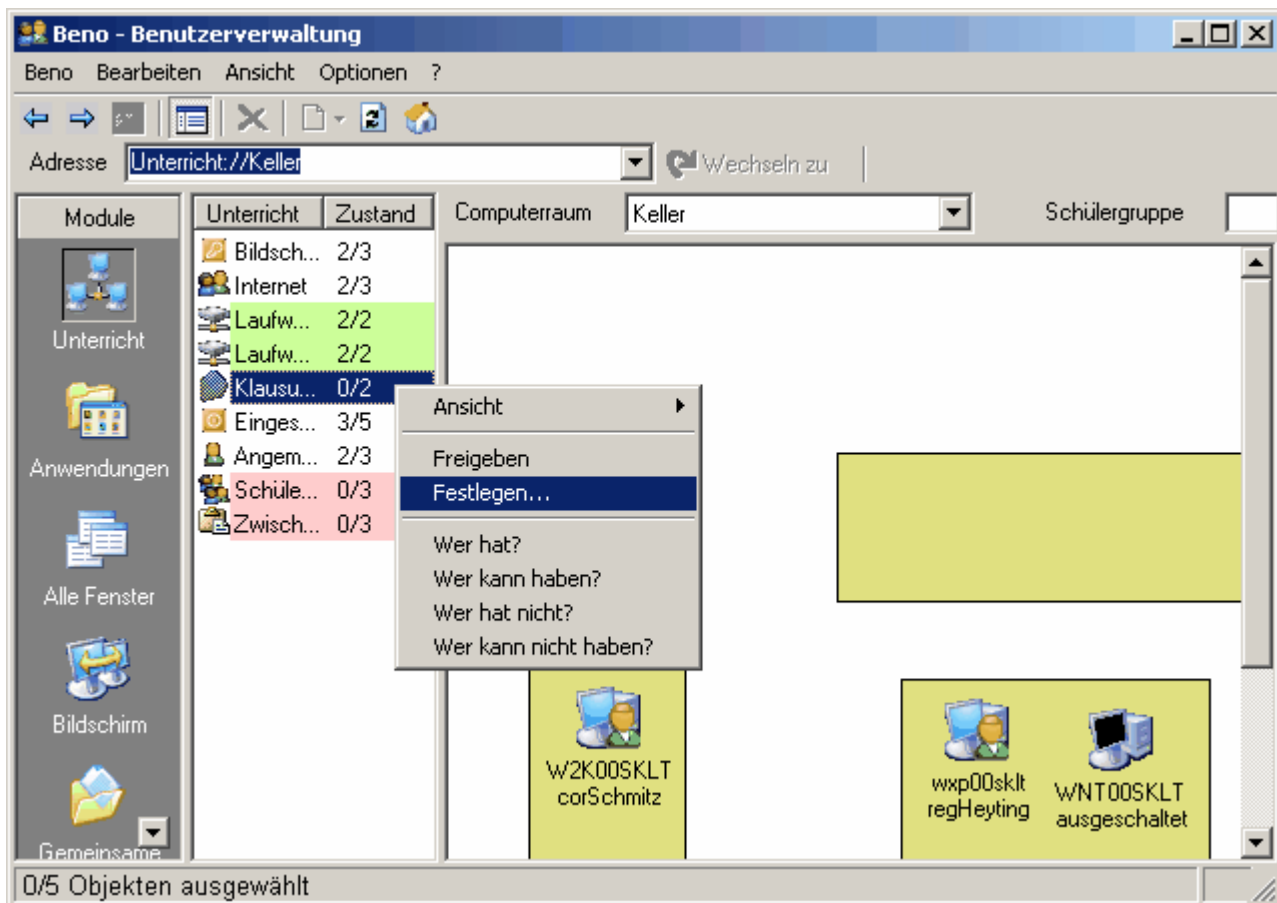 Beno - Benutzerverwaltung
Beno Bearbeiten Ansicht Optionen ?
Adresse Unterricht://Keller Wechseln zu
Module
Unterricht
Anwendungen
Alle Fenster
Bildschirm
Gemeinsame
Unterricht Zustand
Bildsch... 2/3
Internet 2/3
Laufw... 2/2
Laufw... 2/2
Klausu... 0/2
Einges... 3/5
Angem... 2/3
Schüle... 0/3
Zwisch... 0/3
Computerraum Keller Schülergruppe
Ansicht
Freigeben
Festlegen...
Wer hat?
Wer kann haben?
Wer hat nicht?
Wer kann nicht haben?
W2K00SKLT
corSchmitz
wxp00sklt
regHeyting
WNT00SKLT
ausgeschaltet
0/5 Objekten ausgewählt